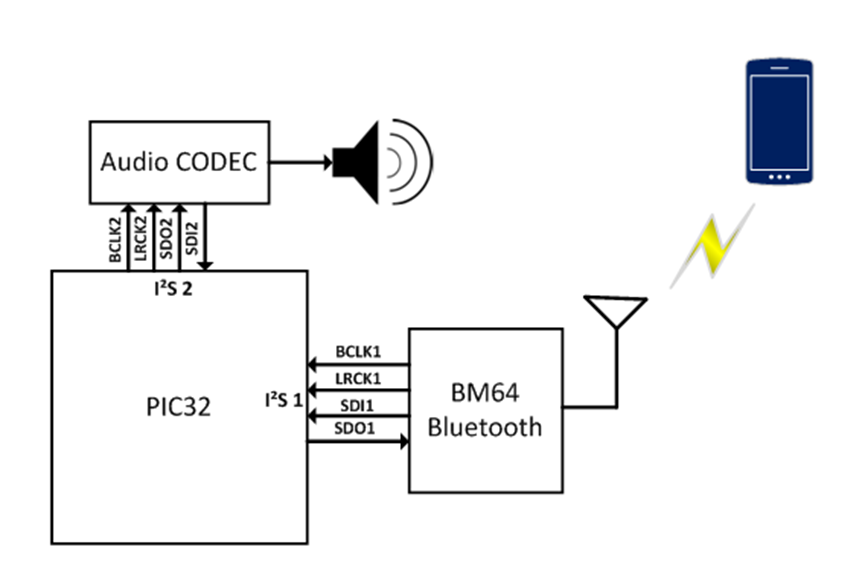 Audio CODEC
BCLK2
LRCK2
SDO2
SDI2
I²S 2
PIC32
I²S 1
BCLK1
LRCK1
SDI1
SDO1
BM64
Bluetooth